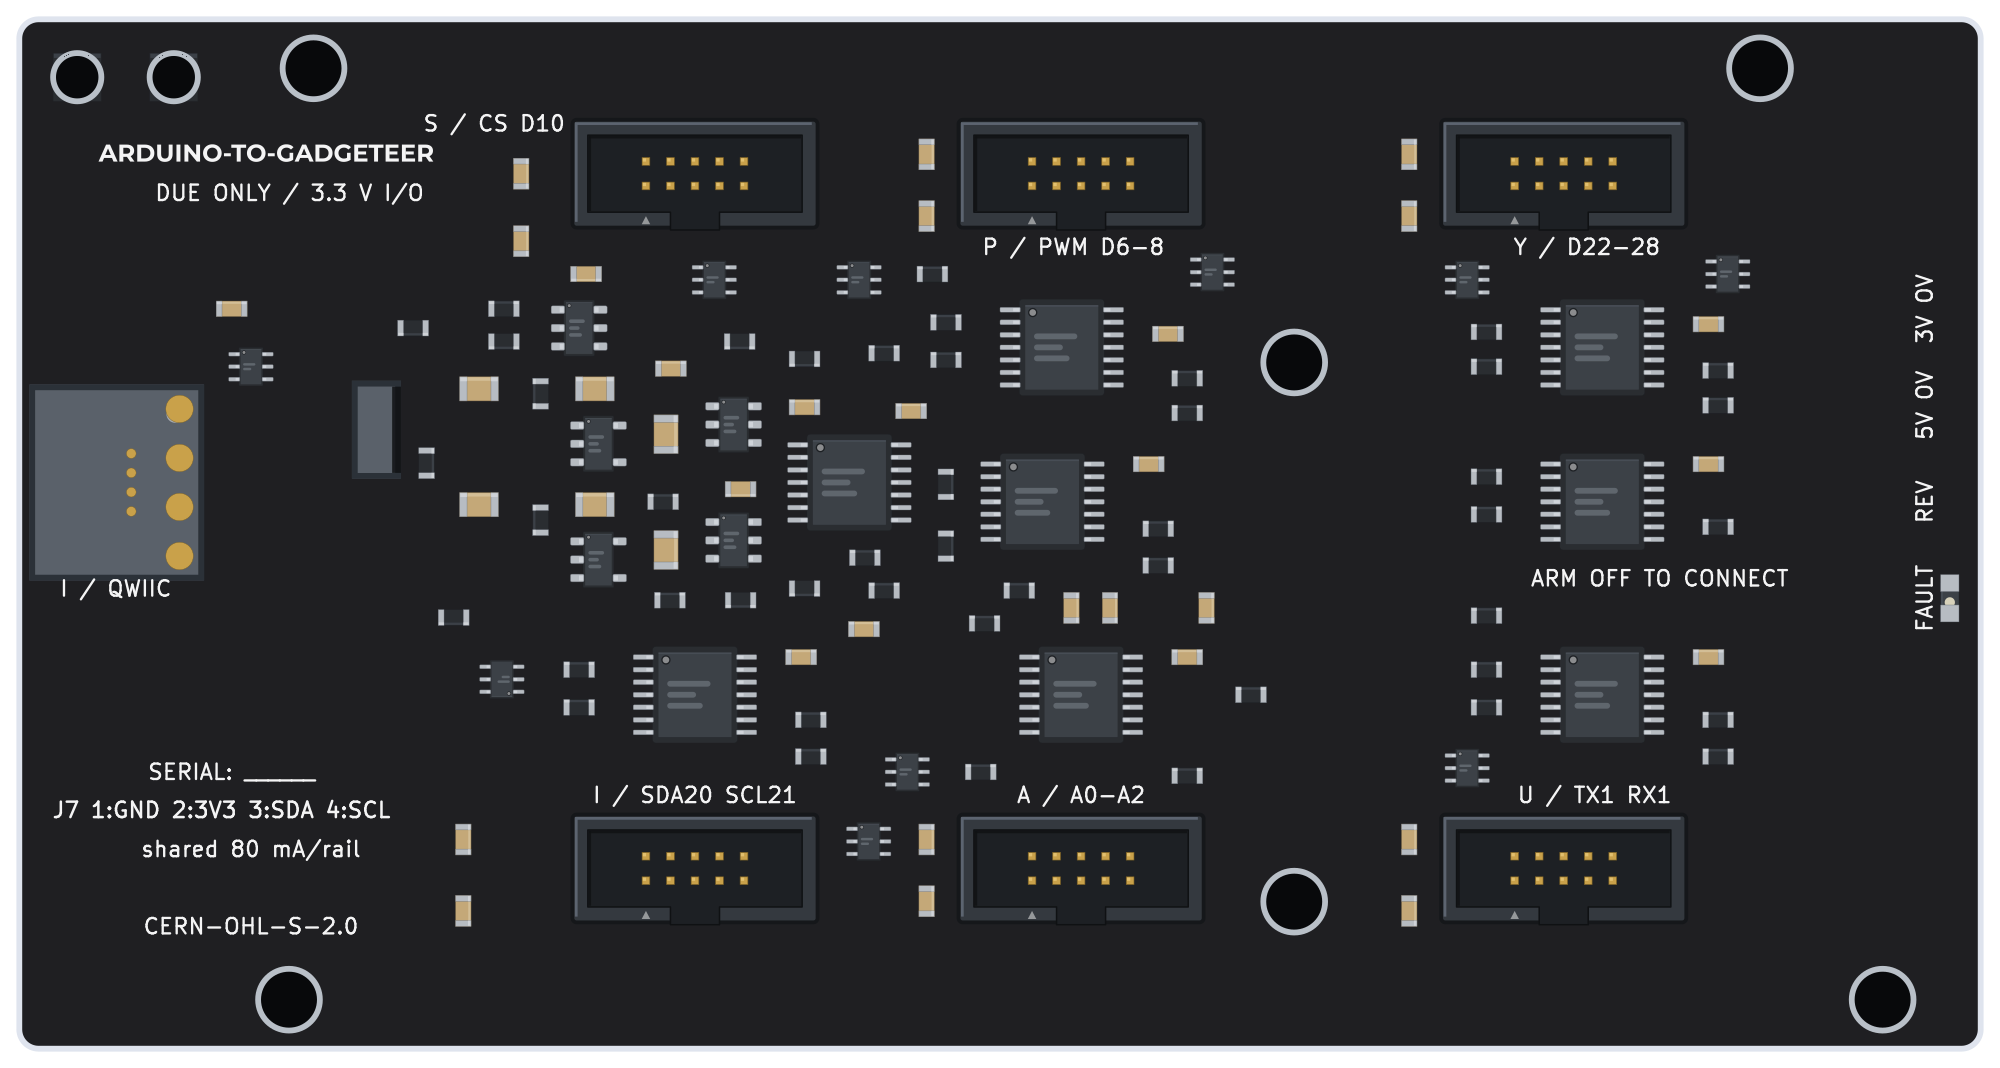 S / CS D10
ARDUINO-TO-GADGETEER
DUE ONLY / 3.3 V I/O
P / PWM D6-8
Y / D22-28
3V 0V
5V 0V
REV
FAULT
ARM OFF TO CONNECT
I / QWIIC
SERIAL: ______
J7 1:GND 2:3V3 3:SDA 4:SCL
shared 80 mA/rail
CERN-OHL-S-2.0
I / SDA20 SCL21
A / A0-A2
U / TX1 RX1